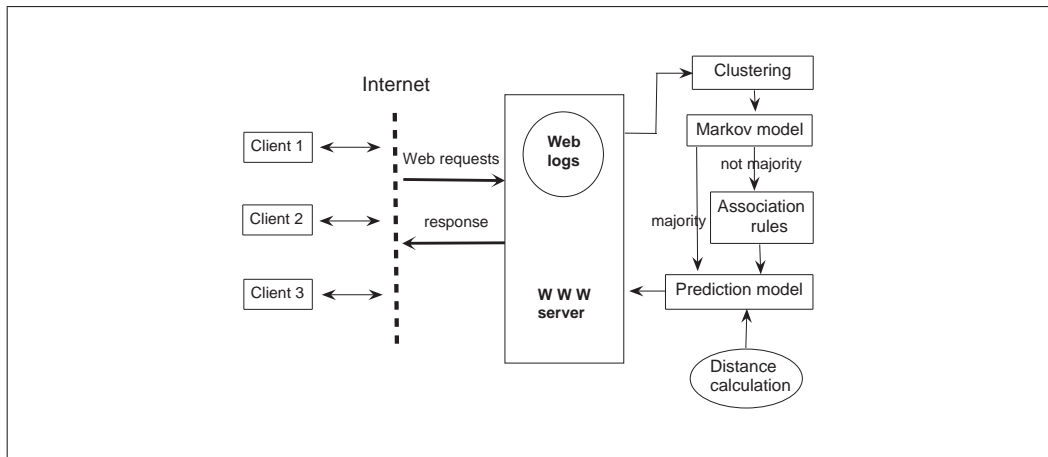 Internet
Client 1
Client 2
Client 3
Web requests
response
Web
logs
W W W
server
Clustering
Markov model
not majority
majority
Association
rules
Prediction model
Distance
calculation